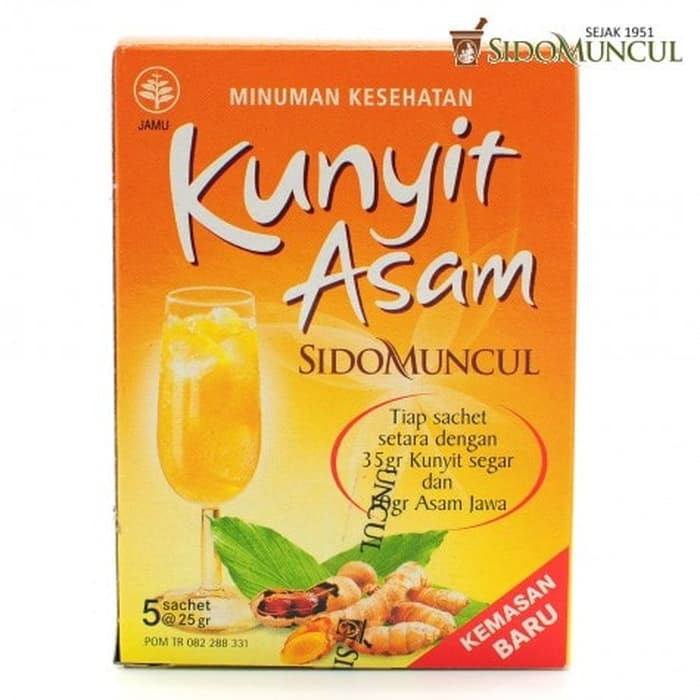 SEJAK 1951
SIDOMUNCUL
JAMU
MINUMAN KESEHATAN
Kunyit
Asam
SIDOMUNCUL
Tiap sachet
setara dengan
35gr Kunyit segar
dan
gr Asam Jawa
UNCUL
5 sachet
@ 25 gr
POM TR 082 288 331
KEMASAN
BARU